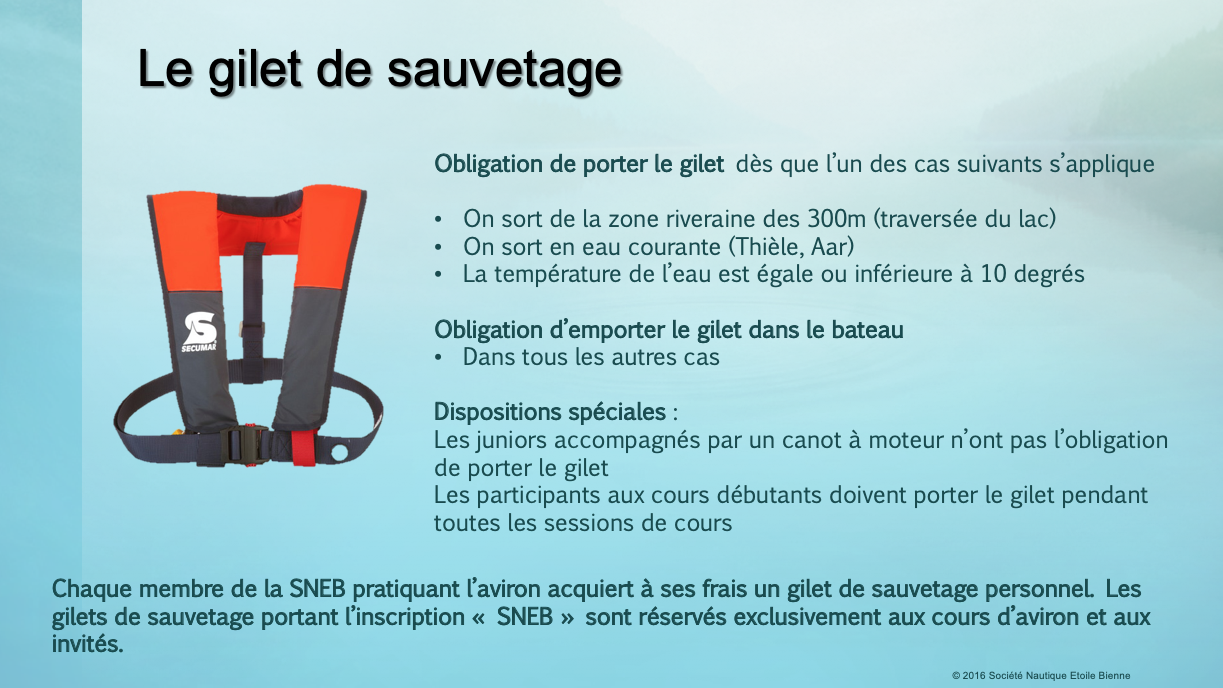 Le gilet de sauvetage
Obligation de porter le gilet dès que l’un des cas suivants s’applique
• On sort de la zone riveraine des 300m (traversée du lac)
• On sort en eau courante (Thièle, Aar)
• La température de l’eau est égale ou inférieure à 10 degrés
Obligation d’emporter le gilet dans le bateau
• Dans tous les autres cas
Dispositions spéciales :
Les juniors accompagnés par un canot à moteur n’ont pas l’obligation
de porter le gilet
Les participants aux cours débutants doivent porter le gilet pendant
toutes les sessions de cours
S
SECUMAR
Chaque membre de la SNEB pratiquant l’aviron acquiert à ses frais un gilet de sauvetage personnel. Les
gilets de sauvetage portant l’inscription « SNEB » sont réservés exclusivement aux cours d’aviron et aux
invités.
© 2016 Société Nautique Etoile Bienne